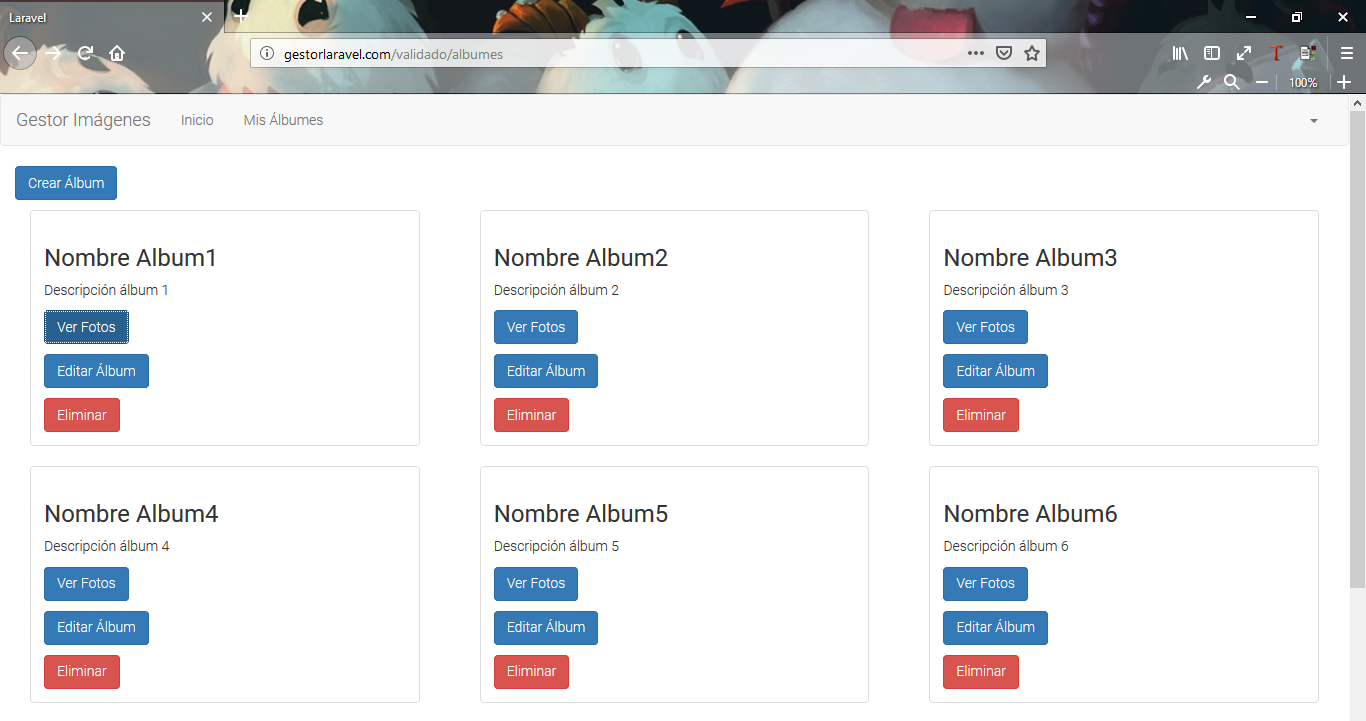 Laravel
gestorlaravel.com/validado/albumes
100%
Gestor Imágenes Inicio Mis Álbumes
Crear Álbum
Nombre Album1
Descripción álbum 1
Ver Fotos
Editar Álbum
Eliminar
Nombre Album2
Descripción álbum 2
Ver Fotos
Editar Álbum
Eliminar
Nombre Album3
Descripción álbum 3
Ver Fotos
Editar Álbum
Eliminar
Nombre Album4
Descripción álbum 4
Ver Fotos
Editar Álbum
Eliminar
Nombre Album5
Descripción álbum 5
Ver Fotos
Editar Álbum
Eliminar
Nombre Album6
Descripción álbum 6
Ver Fotos
Editar Álbum
Eliminar